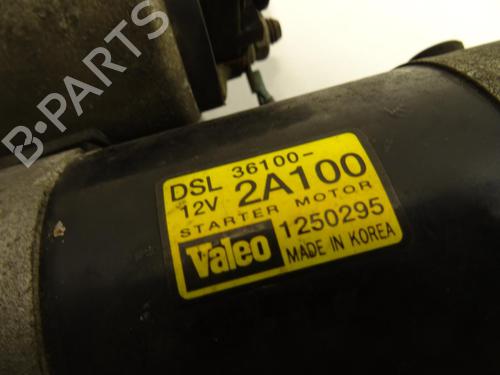 B-PARTS
DSL 36100-
12V 2A100
STARTER MOTOR
Valeo 1250295
MADE IN KOREA